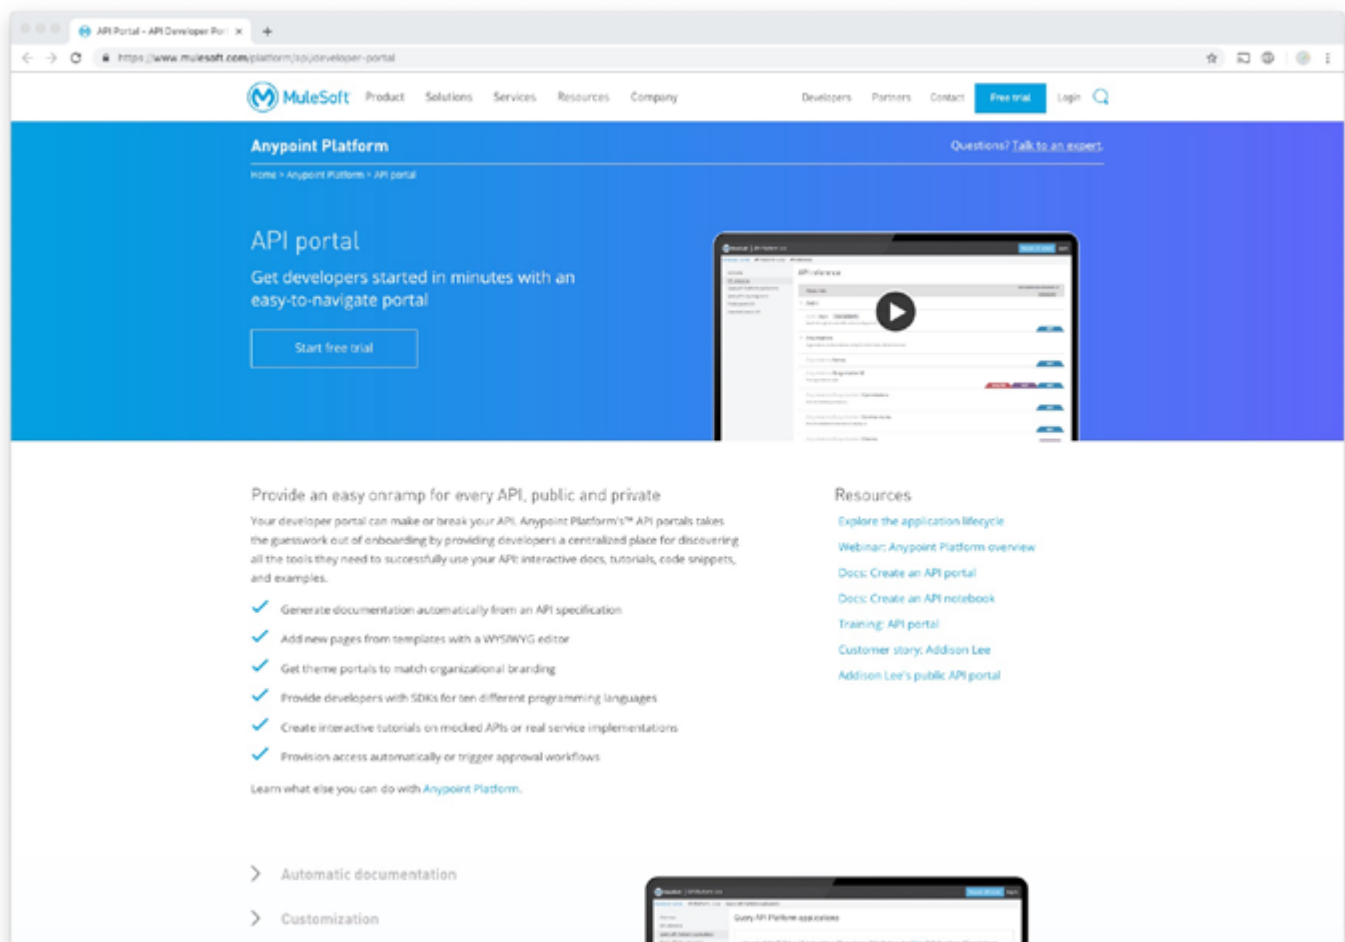 API Portal - API Developer Port
https://www.mulesoft.com/platform/api/developer-portal
MuleSoft Product Solutions Services Resources Company Developers Partners Contact Free trial Login
Anypoint Platform Questions? Talk to an expert.
Home > Anypoint Platform > API portal
API portal
Get developers started in minutes with an
easy-to-navigate portal
Start free trial
API reference
Provide an easy onramp for every API, public and private
Your developer portal can make or break your API. Anypoint Platform's™ API portals takes
the guesswork out of onboarding by providing developers a centralized place for discovering
all the tools they need to successfully use your API: interactive docs, tutorials, code snippets,
and examples.
Generate documentation automatically from an API specification
Add new pages from templates with a WYSIWYG editor
Get theme portals to match organizational branding
Provide developers with SDKs for ten different programming languages
Create interactive tutorials on mocked APIs or real service implementations
Provision access automatically or trigger approval workflows
Learn what else you can do with Anypoint Platform.
Resources
Explore the application lifecycle
Webinar: Anypoint Platform overview
Docs: Create an API portal
Docs: Create an API notebook
Training: API portal
Customer story: Addison Lee
Addison Lee's public API portal
Automatic documentation
Customization
Query API Platform applications